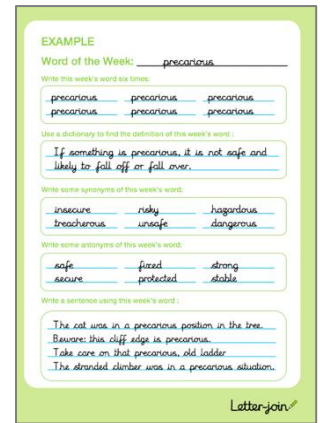 EXAMPLE
Word of the Week: precarious
Write this week's word six times:
precarious precarious precarious
precarious precarious precarious
Use a dictionary to find the definition of this week's word :
If something is precarious, it is not safe and
likely to fall off or fall over.
Write some synonyms of this week's word:
insecure risky hazardous
treacherous unsafe dangerous
Write some antonyms of this week's word:
safe fixed strong
secure protected stable
Write a sentence using this week's word :
The cat was in a precarious position in the tree.
Beware: this cliff edge is precarious.
Take care on that precarious, old ladder
The stranded climber was in a precarious situation.
Letter-join